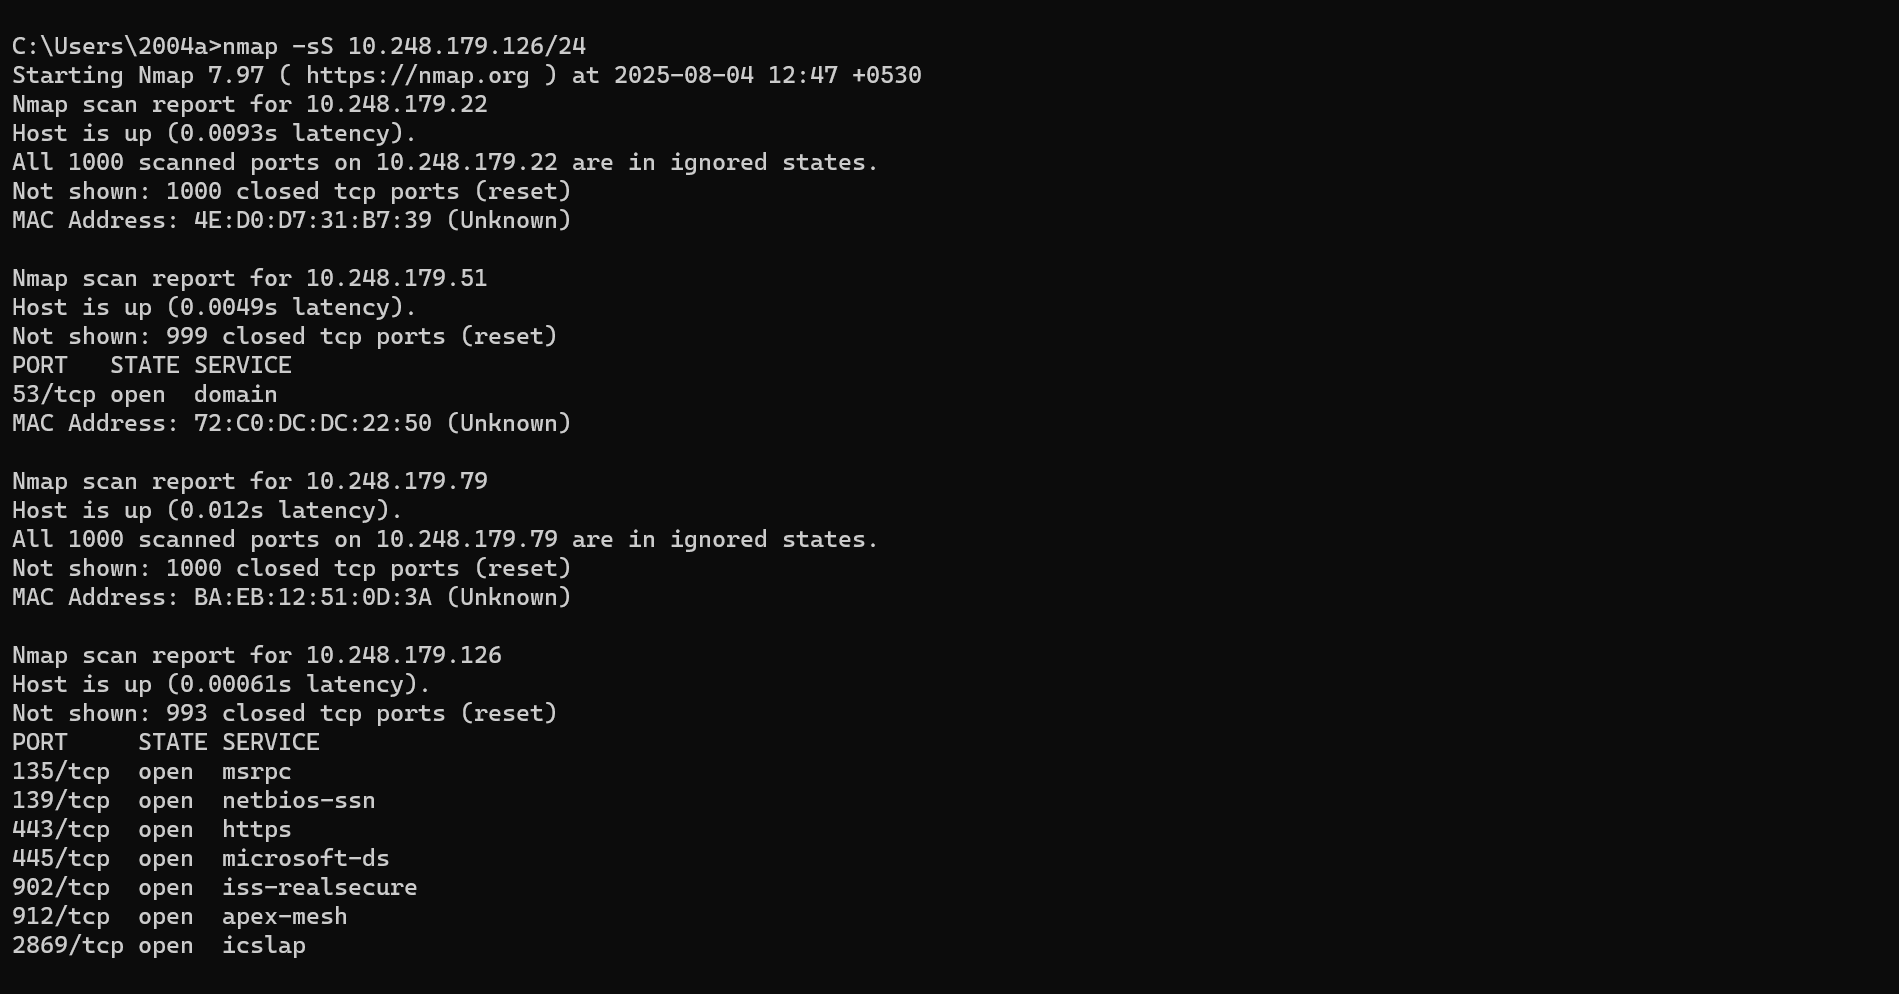 C:\Users\2004a>nmap -sS 10.248.179.126/24
Starting Nmap 7.97 ( https://nmap.org ) at 2025-08-04 12:47 +0530
Nmap scan report for 10.248.179.22
Host is up (0.0093s latency).
All 1000 scanned ports on 10.248.179.22 are in ignored states.
Not shown: 1000 closed tcp ports (reset)
MAC Address: 4E:D0:D7:31:B7:39 (Unknown)

Nmap scan report for 10.248.179.51
Host is up (0.0049s latency).
Not shown: 999 closed tcp ports (reset)
PORT   STATE SERVICE
53/tcp open  domain
MAC Address: 72:C0:DC:DC:22:50 (Unknown)

Nmap scan report for 10.248.179.79
Host is up (0.012s latency).
All 1000 scanned ports on 10.248.179.79 are in ignored states.
Not shown: 1000 closed tcp ports (reset)
MAC Address: BA:EB:12:51:0D:3A (Unknown)

Nmap scan report for 10.248.179.126
Host is up (0.00061s latency).
Not shown: 993 closed tcp ports (reset)
PORT     STATE SERVICE
135/tcp  open  msrpc
139/tcp  open  netbios-ssn
443/tcp  open  https
445/tcp  open  microsoft-ds
902/tcp  open  iss-realsecure
912/tcp  open  apex-mesh
2869/tcp open  icslap